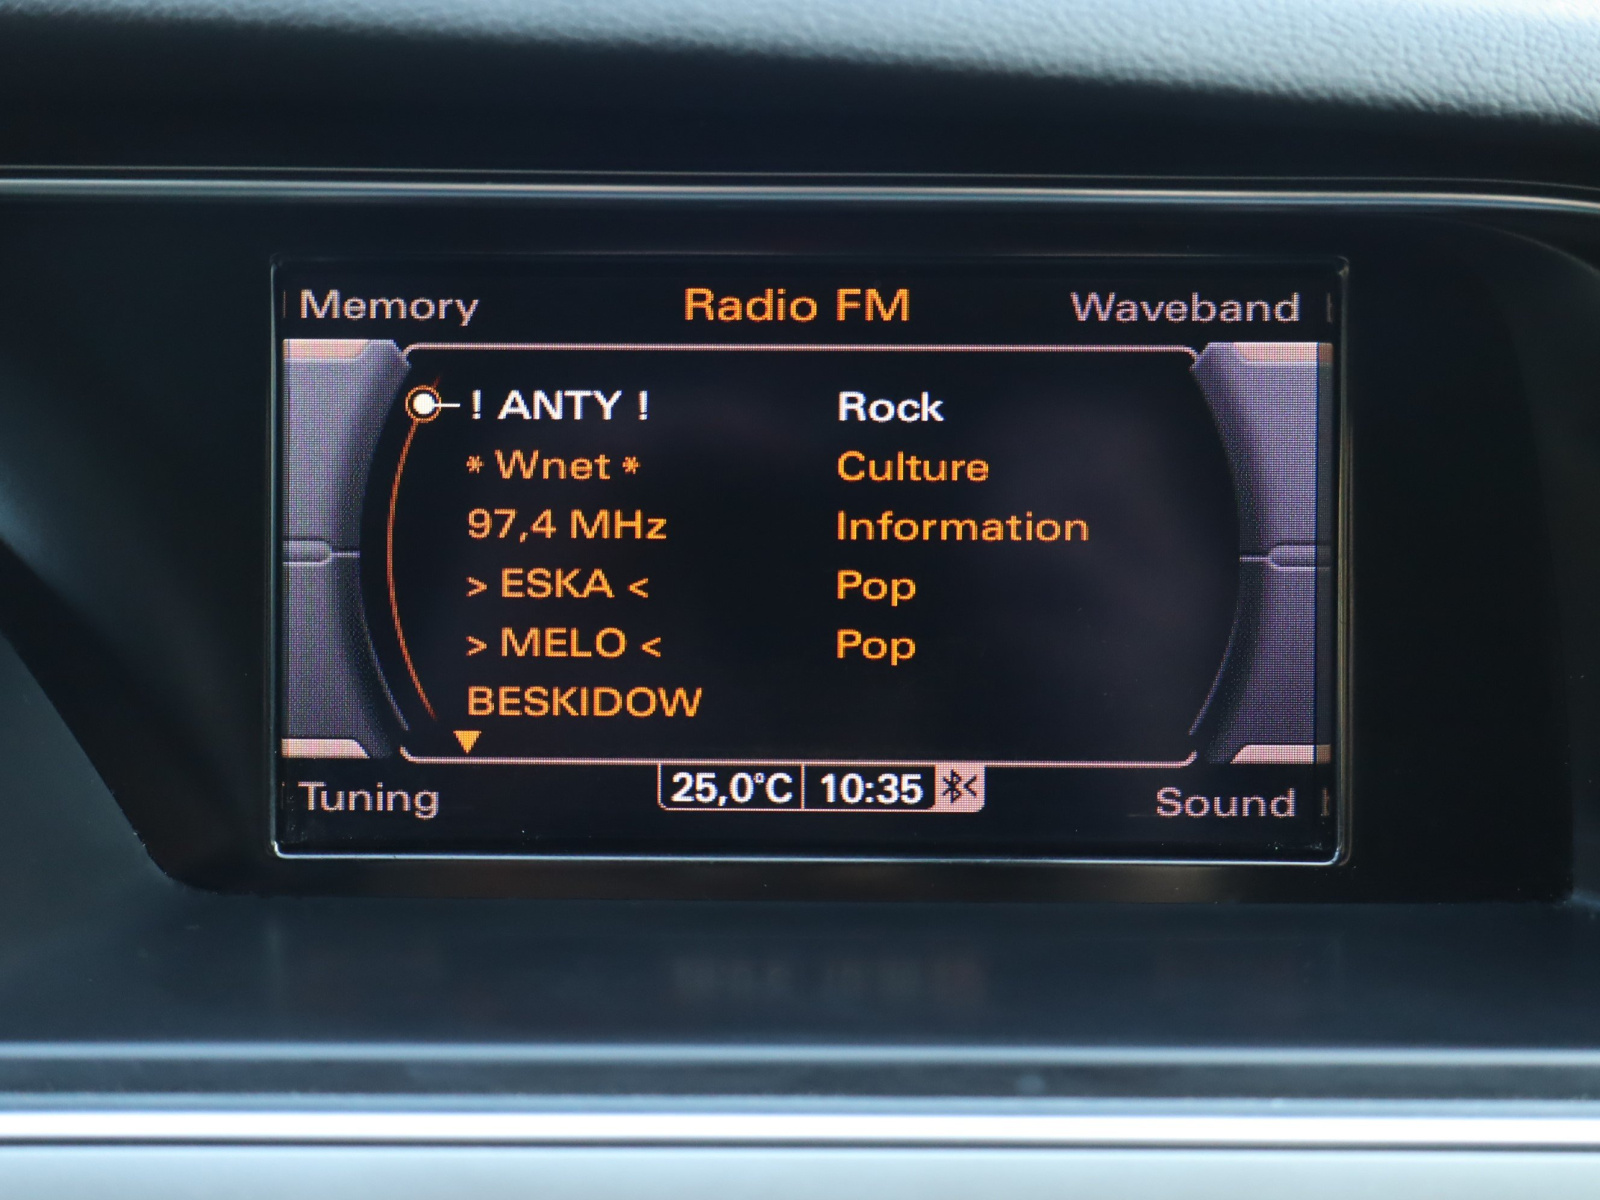 Memory Radio FM Waveband
! ANTY ! Rock
* Wnet * Culture
97,4 MHz Information
> ESKA < Pop
> MELO < Pop
BESKIDOW
25,0°C 10:35
Tuning Sound